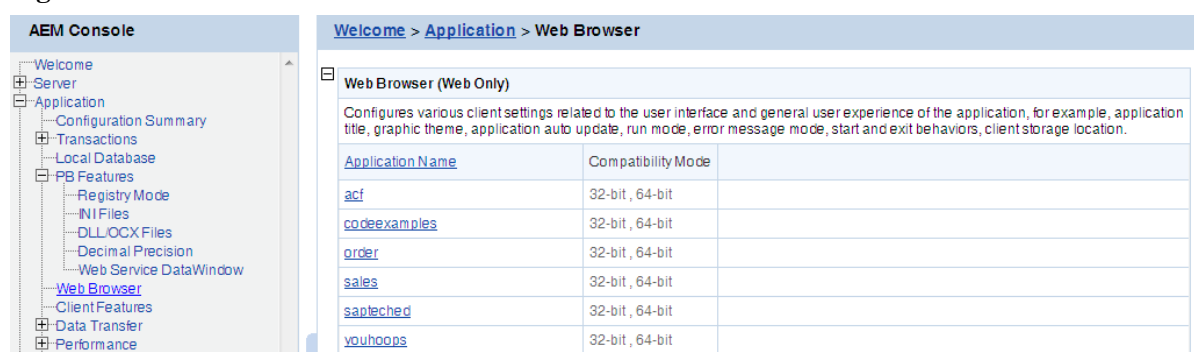 AEM Console
Welcome
Server
Application
Configuration Summary
Transactions
Local Database
PB Features
Registry Mode
INI Files
DLL/OCX Files
Decimal Precision
Web Service DataWindow
Web Browser
Client Features
Data Transfer
Performance
Welcome > Application > Web Browser
Web Browser (Web Only)
Configures various client settings related to the user interface and general user experience of the application, for example, application
title, graphic theme, application auto update, run mode, error message mode, start and exit behaviors, client storage location.
Application Name Compatibility Mode
acf 32-bit , 64-bit
codeexamples 32-bit , 64-bit
order 32-bit , 64-bit
sales 32-bit , 64-bit
sapteched 32-bit , 64-bit
youhoops 32-bit , 64-bit